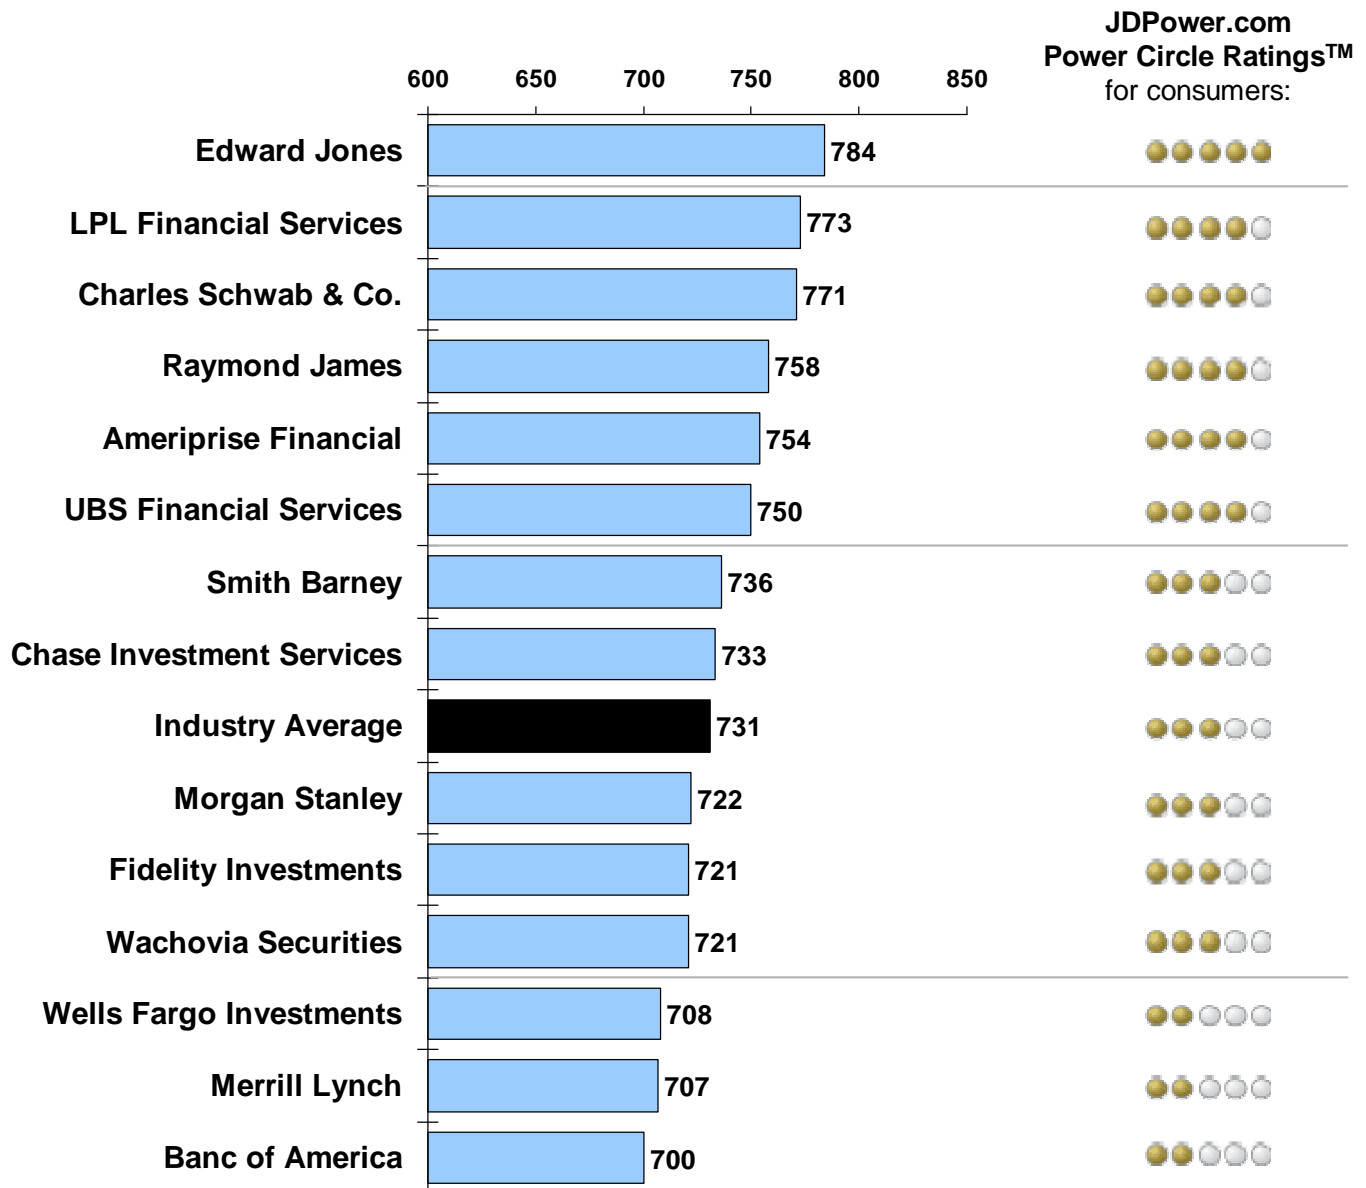 JDPower.com
Power Circle Ratings™
for consumers:
600 650 700 750 800 850
Edward Jones 784
LPL Financial Services 773
Charles Schwab & Co. 771
Raymond James 758
Ameriprise Financial 754
UBS Financial Services 750
Smith Barney 736
Chase Investment Services 733
Industry Average 731
Morgan Stanley 722
Fidelity Investments 721
Wachovia Securities 721
Wells Fargo Investments 708
Merrill Lynch 707
Banc of America 700